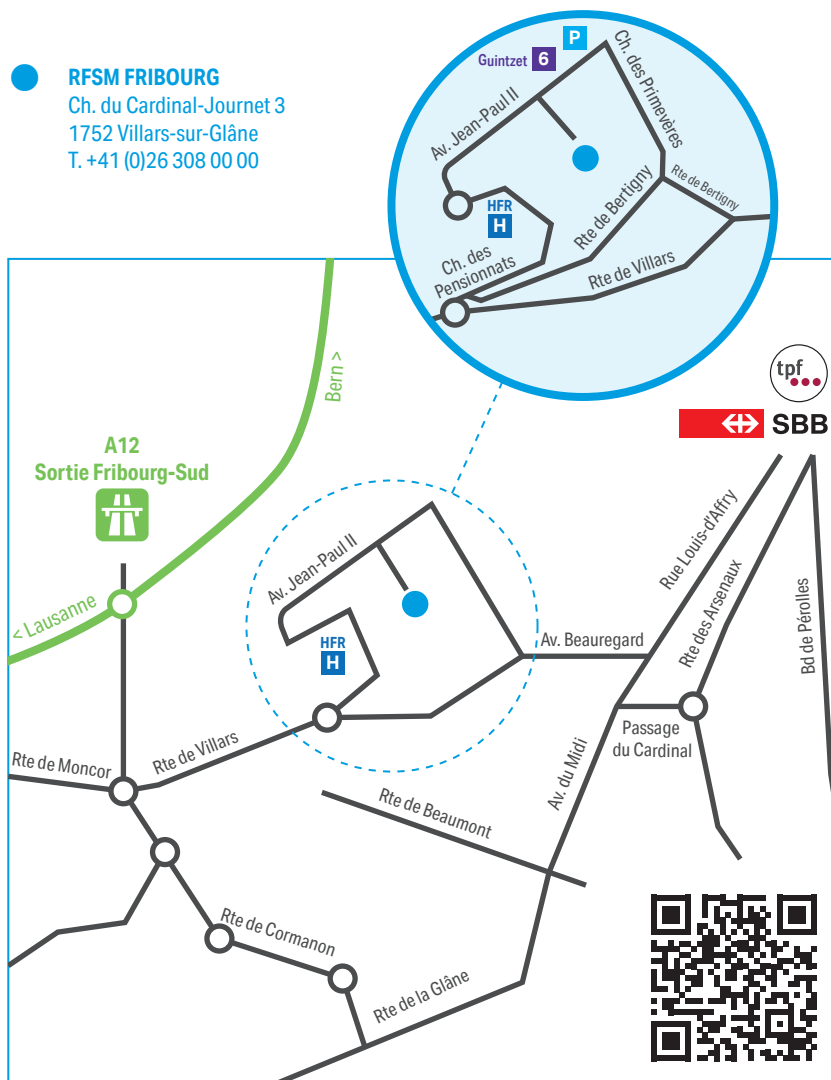 RFSM FRIBOURG
Ch. du Cardinal-Journet 3
1752 Villars-sur-Glâne
T. +41 (0)26 308 00 00
P
Guintzet 6
Ch. des Primevères
Av. Jean-Paul II
HFR
H
Rte de Bertigny
Rte de Bertigny
Ch. des
Pensionnats
Rte de Villars
Bern >
tpf
SBB
A12
Sortie Fribourg-Sud
< Lausanne
Av. Jean-Paul II
HFR
H
Av. Beauregard
Rue Louis-d'Affry
Rte des Arsenaux
Bd de Pérolles
Passage
du Cardinal
Rte de Moncor
Rte de Villars
Av. du Midi
Rte de Beaumont
Rte de Cormanon
Rte de la Glâne